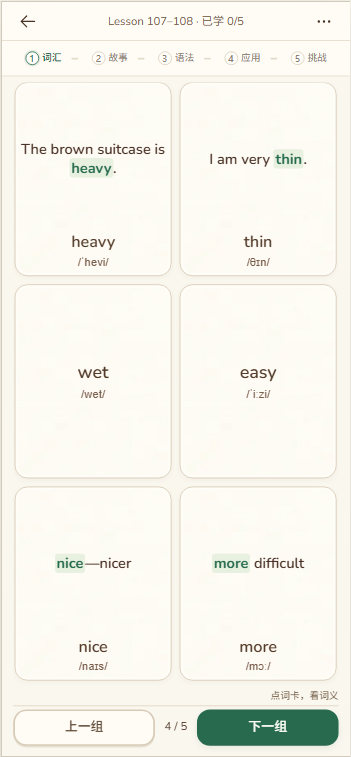 Lesson 107–108 · 已学 0/5
1 词汇 – 2 故事 – 3 语法 – 4 应用 – 5 挑战
The brown suitcase is
heavy.
heavy
/ˈhevi/
I am very thin.
thin
/θɪn/
wet
/wet/
easy
/ˈiːzi/
nice—nicer
nice
/naɪs/
more difficult
more
/mɔː/
点词卡，看词义
上一组
4 / 5
下一组